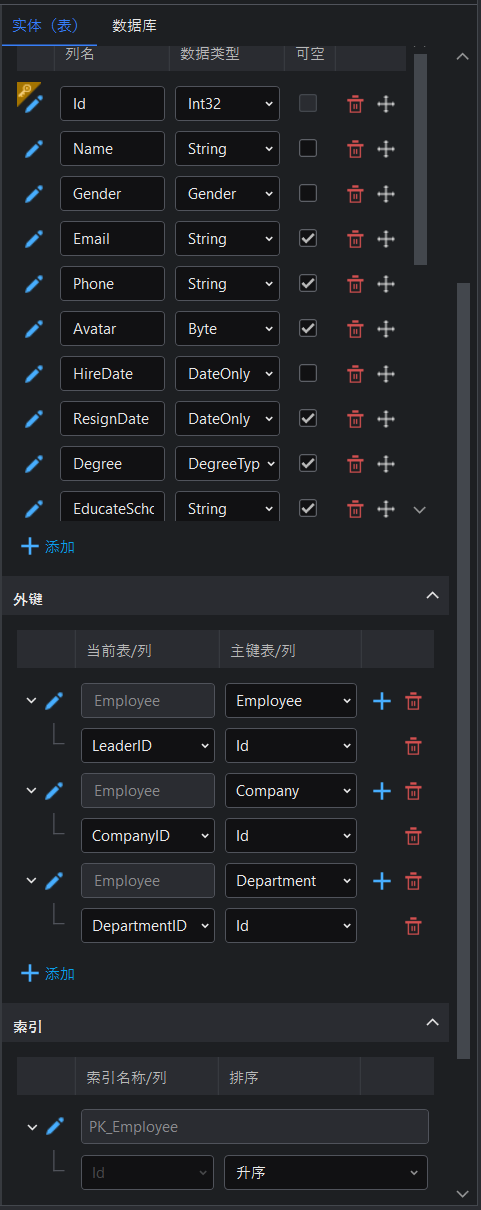 实体（表） 数据库
列名 数据类型 可空
Id Int32
Name String
Gender Gender
Email String
Phone String
Avatar Byte
HireDate DateOnly
ResignDate DateOnly
Degree DegreeTyp
EducateScho String
添加
外键
当前表/列 主键表/列
Employee Employee
LeaderID Id
Employee Company
CompanyID Id
Employee Department
DepartmentID Id
添加
索引
索引名称/列 排序
PK_Employee
Id 升序